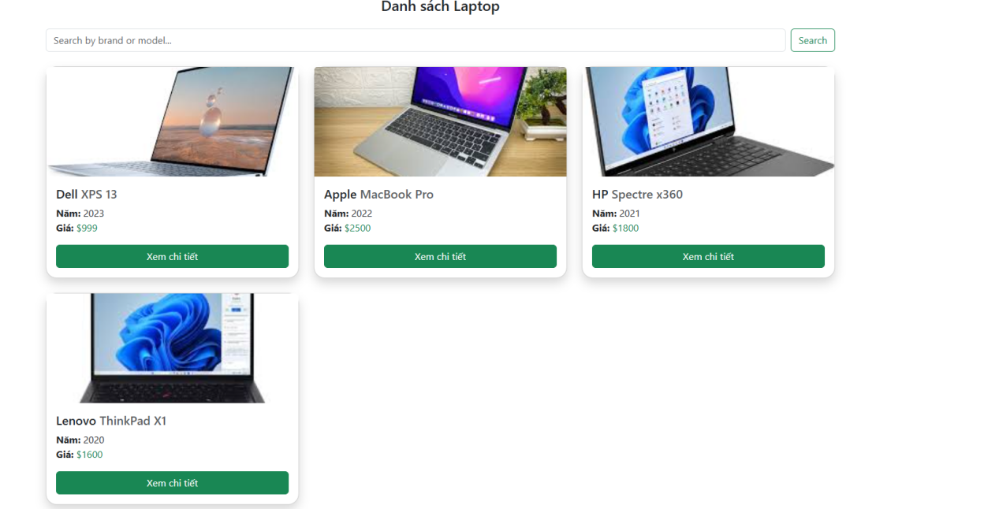 Danh sách Laptop
Search by brand or model...
Search
Dell XPS 13
Năm: 2023
Giá: $999
Xem chi tiết
Apple MacBook Pro
Năm: 2022
Giá: $2500
Xem chi tiết
HP Spectre x360
Năm: 2021
Giá: $1800
Xem chi tiết
Lenovo ThinkPad X1
Năm: 2020
Giá: $1600
Xem chi tiết